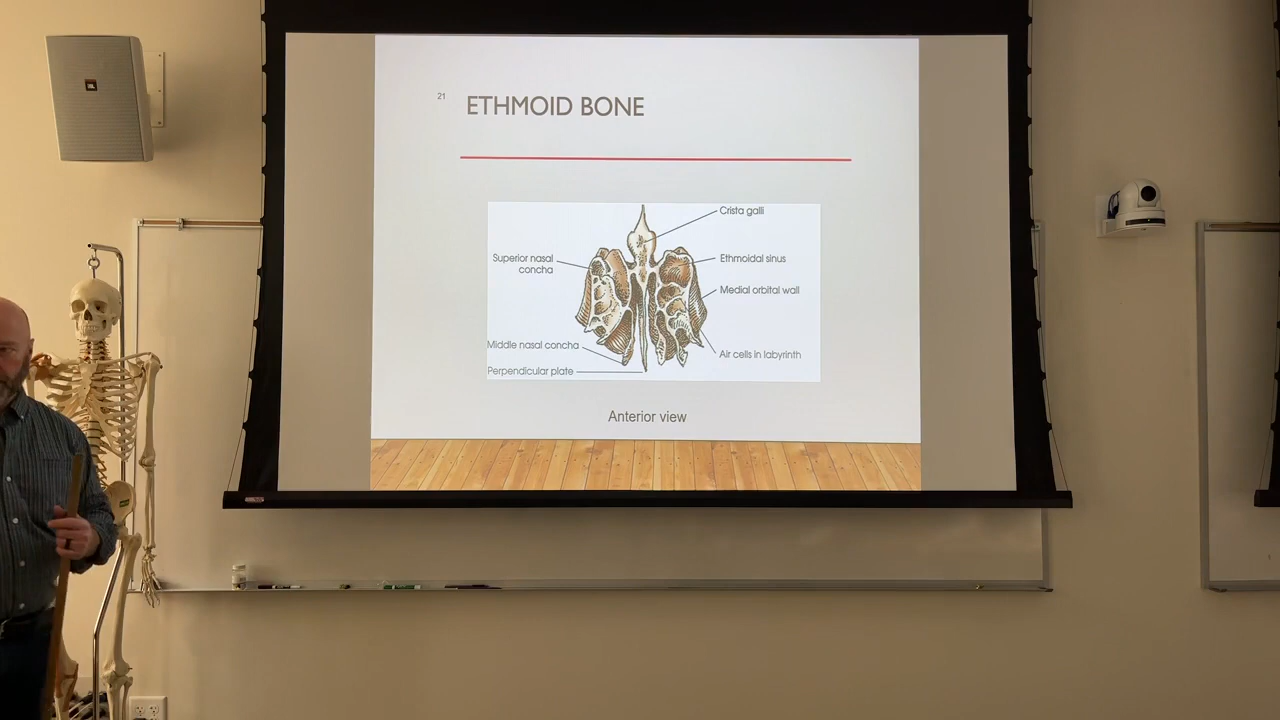 JBL
21
ETHMOID BONE
Crista galli
Superior nasal
concha
Ethmoidal sinus
Medial orbital wall
Middle nasal concha
Air cells in labyrinth
Perpendicular plate
Anterior view